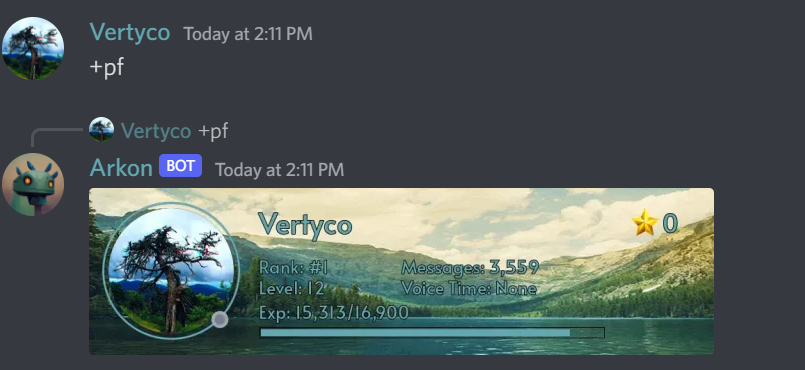 Vertyco Today at 2:11 PM
+pf
Vertyco +pf
Arkon BOT Today at 2:11 PM
Vertyco 0
Rank: #1 Messages: 3,559
Level: 12 Voice Time: None
Exp: 15,313/16,900